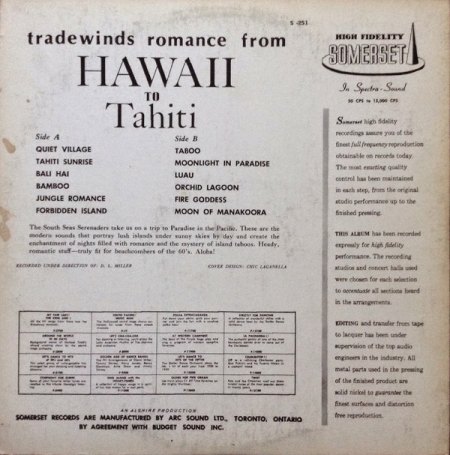 S -253
tradewinds romance from
HAWAII
TO
Tahiti
Side A
QUIET VILLAGE
TAHITI SUNRISE
BALI HAI
BAMBOO
JUNGLE ROMANCE
FORBIDDEN ISLAND
Side B
TABOO
MOONLIGHT IN PARADISE
LUAU
ORCHID LAGOON
FIRE GODDESS
MOON OF MANAKOORA
The South Seas Serenaders take us on a trip to Paradise in the Pacific. These are the
modern sounds that portray lush islands under sunny skies by day and create the
enchantment of nights filled with romance and the mystery of island taboos. Heady,
romantic stuff—truly fit for beachcombers of the 60's. Aloha!
RECORDED UNDER DIRECTION OF: D. L. MILLER
COVER DESIGN: CHIC LAGANELLA
AN ALSHIRE PRODUCTION
SOMERSET RECORDS ARE MANUFACTURED BY ARC SOUND LTD., TORONTO, ONTARIO
BY AGREEMENT WITH BUDGET SOUND INC.
HIGH FIDELITY
SOMERSET
In Spectra-Sound
30 CPS to 15,000 CPS
Somerset high fidelity
recordings assure you of the
finest full frequency reproduction
obtainable on records today.
The most exacting quality
control has been maintained
in each step, from the original
studio performance up to the
finished pressing.
THIS ALBUM has been recorded
expressly for high fidelity
performance. The recording
studios and concert halls used
were chosen for each selection
to accentuate all sections heard
in the arrangements.
EDITING and transfer from tape
to lacquer has been under
supervision of the top audio
engineers in the industry. All
metal parts used in the pressing
of the finished product are
solid nickel to guarantee the
finest surfaces and distortion
free reproduction.